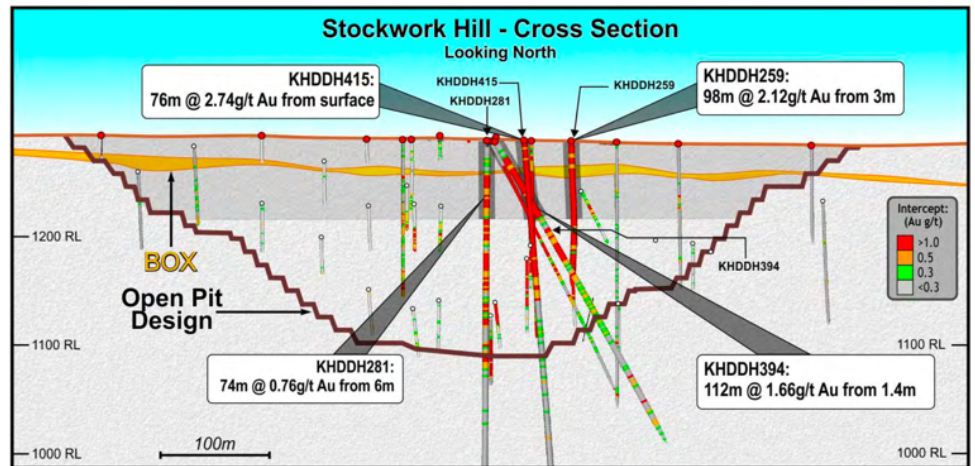 Stockwork Hill - Cross Section
Looking North
KHDDH415:
76m @ 2.74g/t Au from surface
KHDDH415
KHDDH281
KHDDH259
KHDDH259:
98m @ 2.12g/t Au from 3m
Intercept:
(Au g/t)
>1.0
0.5
0.3
<0.3
1200 RL
BOX
KHDDH394
Open Pit
Design
1100 RL
1100 RL
KHDDH281:
74m @ 0.76g/t Au from 6m
KHDDH394:
112m @ 1.66g/t Au from 1.4m
100m
1000 RL
1000 RL